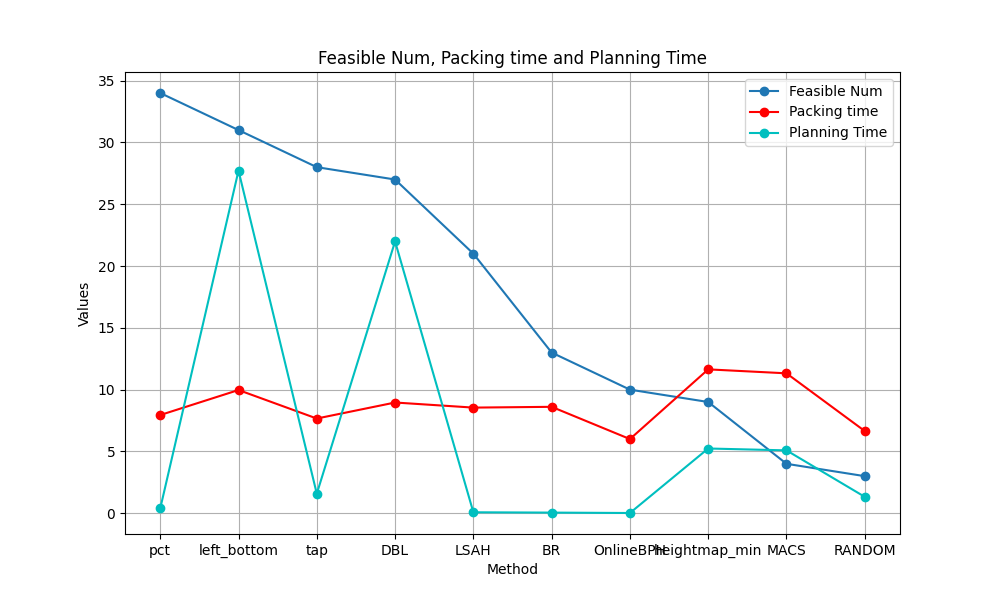 Feasible Num, Packing time and Planning Time
Feasible Num
Packing time
Planning Time
35
30
25
20
15
10
5
0
Values
pct left_bottom tap DBL LSAH BR OnlineBPH heightmap_min MACS RANDOM
Method